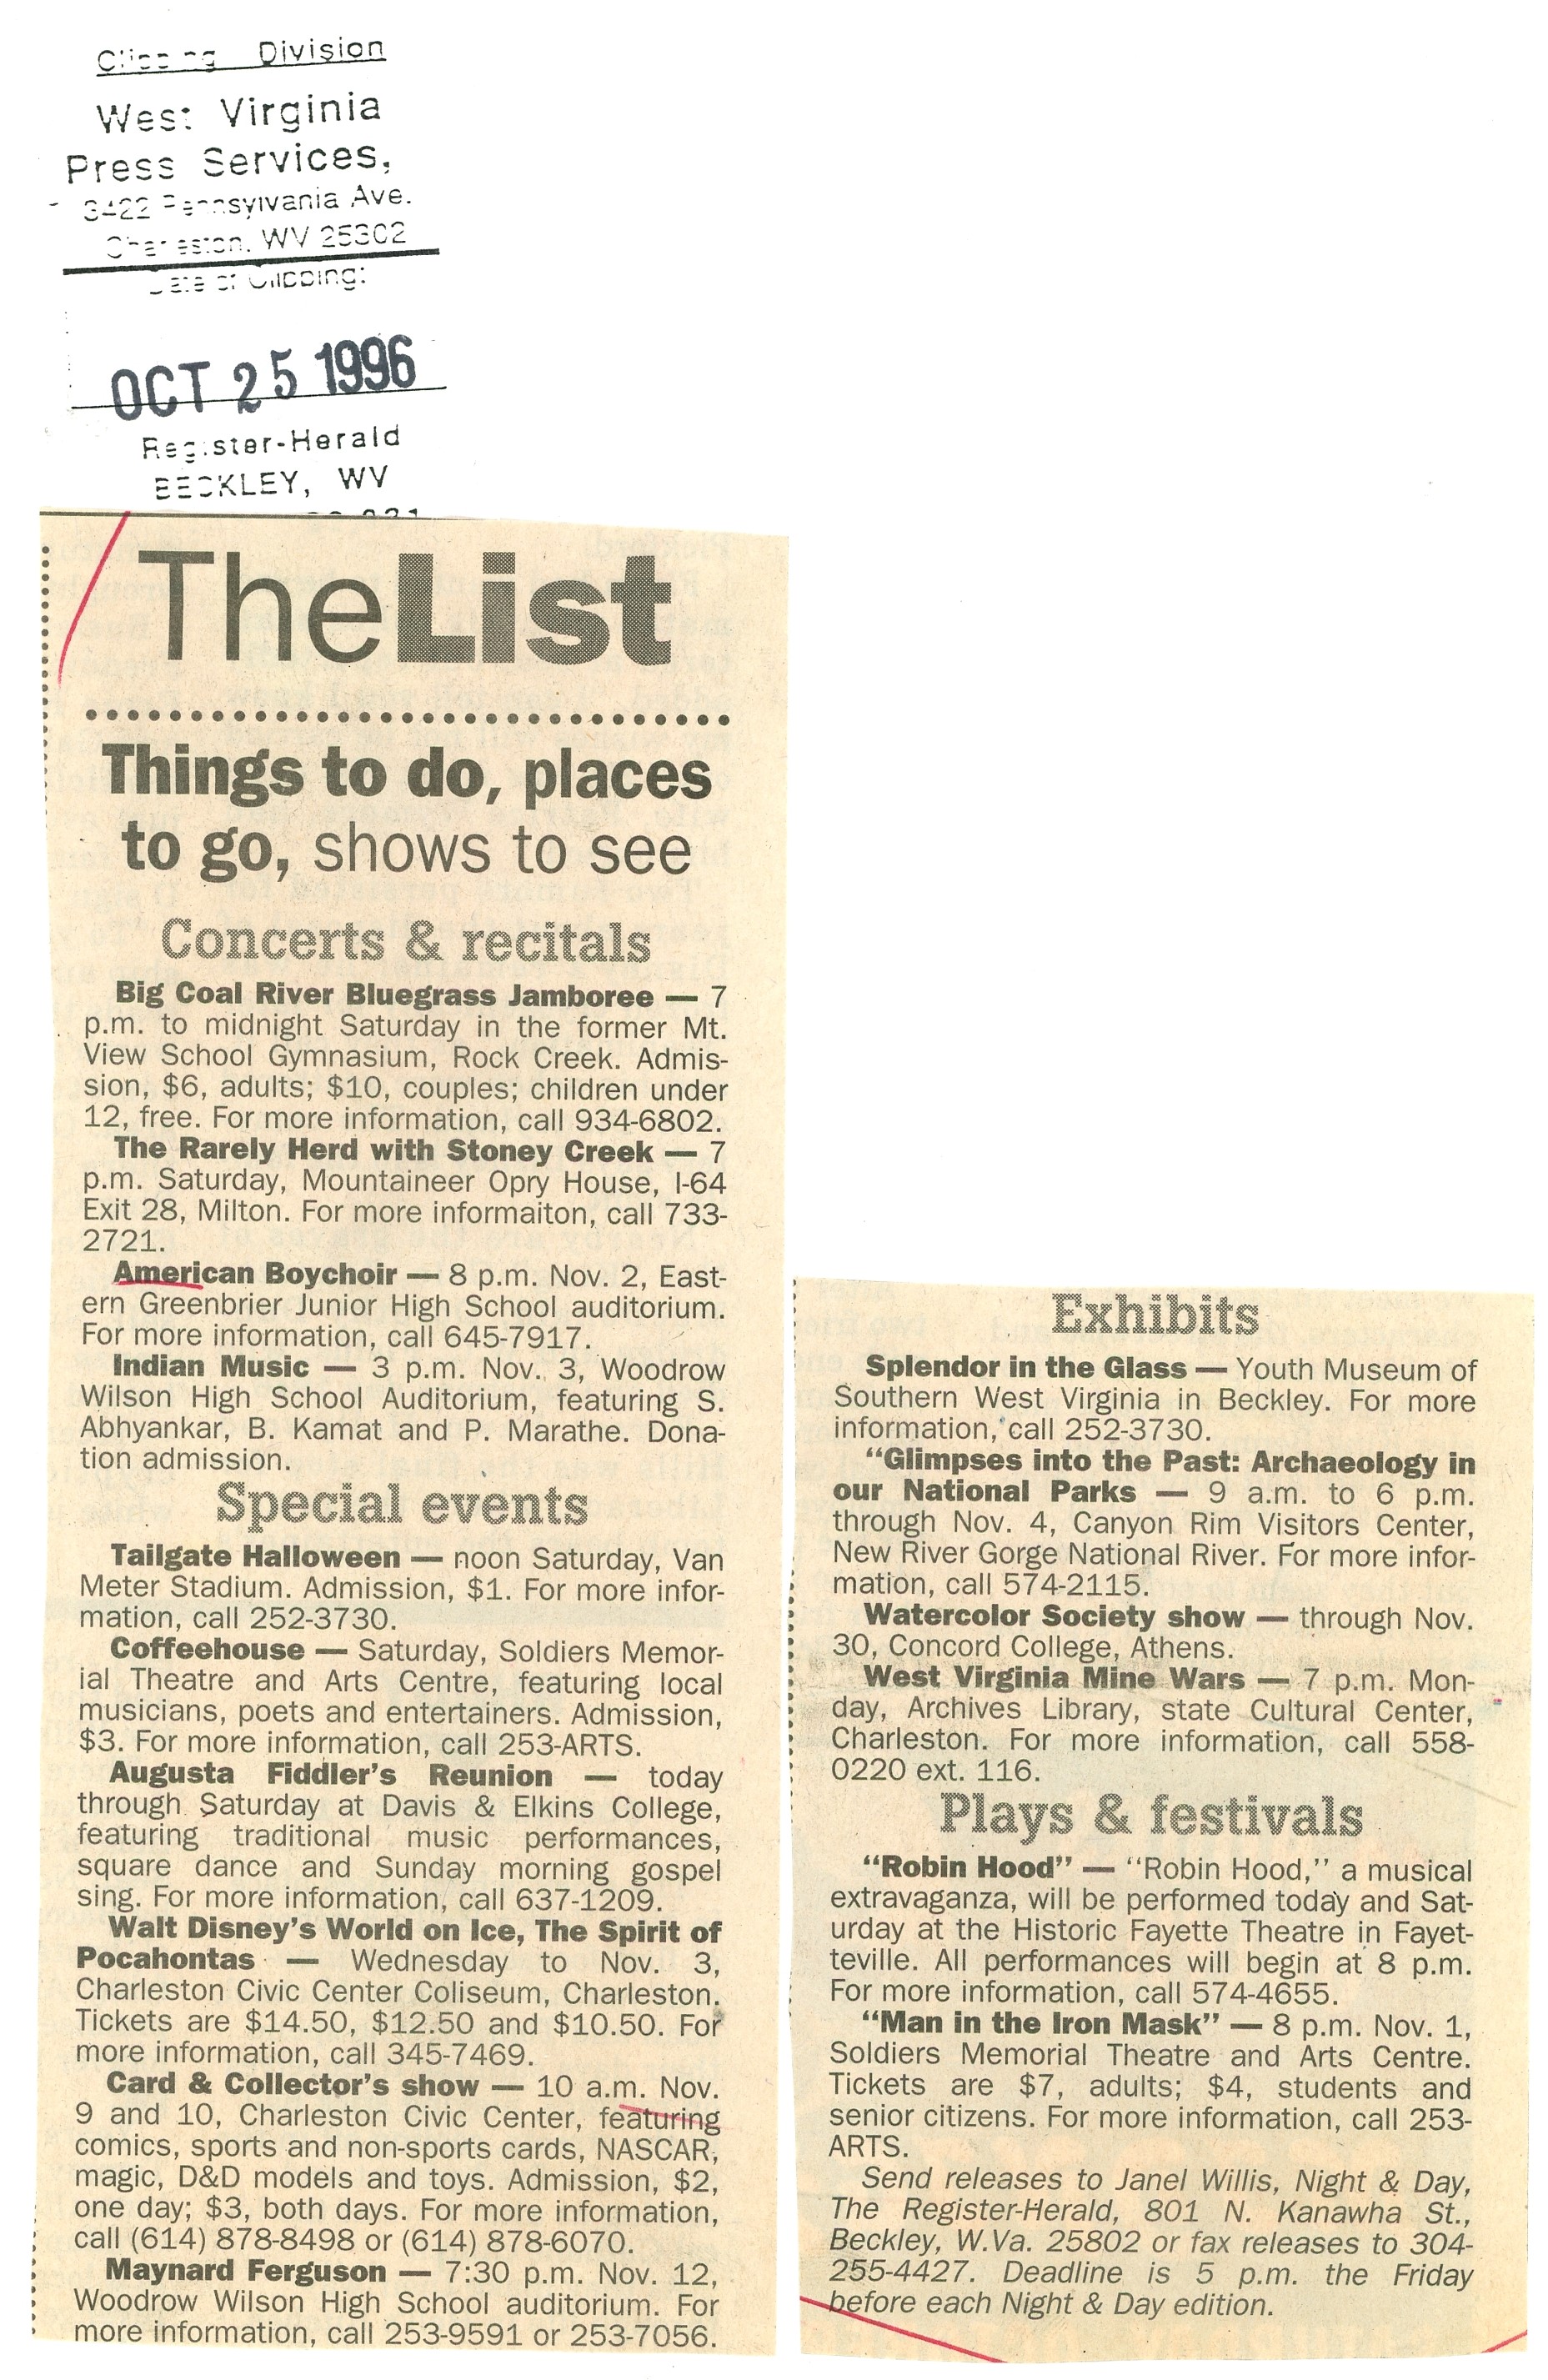 Clipping Division
West Virginia
Press Services,
3422 Pennsylvania Ave.
Charleston, WV 25302
Date of Clipping:
OCT 25 1996
Register-Herald
BECKLEY, WV
TheList
Things to do, places
to go, shows to see
Concerts & recitals
Big Coal River Bluegrass Jamboree — 7
p.m. to midnight Saturday in the former Mt.
View School Gymnasium, Rock Creek. Admis-
sion, $6, adults; $10, couples; children under
12, free. For more information, call 934-6802.
The Rarely Herd with Stoney Creek — 7
p.m. Saturday, Mountaineer Opry House, I-64
Exit 28, Milton. For more informaiton, call 733-
2721.
American Boychoir — 8 p.m. Nov. 2, East-
ern Greenbrier Junior High School auditorium.
For more information, call 645-7917.
Indian Music — 3 p.m. Nov. 3, Woodrow
Wilson High School Auditorium, featuring S.
Abhyankar, B. Kamat and P. Marathe. Dona-
tion admission.
Special events
Tailgate Halloween — noon Saturday, Van
Meter Stadium. Admission, $1. For more infor-
mation, call 252-3730.
Coffeehouse — Saturday, Soldiers Memor-
ial Theatre and Arts Centre, featuring local
musicians, poets and entertainers. Admission,
$3. For more information, call 253-ARTS.
Augusta Fiddler's Reunion — today
through Saturday at Davis & Elkins College,
featuring traditional music performances,
square dance and Sunday morning gospel
sing. For more information, call 637-1209.
Walt Disney's World on Ice, The Spirit of
Pocahontas — Wednesday to Nov. 3,
Charleston Civic Center Coliseum, Charleston.
Tickets are $14.50, $12.50 and $10.50. For
more information, call 345-7469.
Card & Collector's show — 10 a.m. Nov.
9 and 10, Charleston Civic Center, featuring
comics, sports and non-sports cards, NASCAR,
magic, D&D models and toys. Admission, $2,
one day; $3, both days. For more information,
call (614) 878-8498 or (614) 878-6070.
Maynard Ferguson — 7:30 p.m. Nov. 12,
Woodrow Wilson High School auditorium. For
more information, call 253-9591 or 253-7056.
Exhibits
Splendor in the Glass — Youth Museum of
Southern West Virginia in Beckley. For more
information, call 252-3730.
"Glimpses into the Past: Archaeology in
our National Parks — 9 a.m. to 6 p.m.
through Nov. 4, Canyon Rim Visitors Center,
New River Gorge National River. For more infor-
mation, call 574-2115.
Watercolor Society show — through Nov.
30, Concord College, Athens.
West Virginia Mine Wars — 7 p.m. Mon-
day, Archives Library, state Cultural Center,
Charleston. For more information, call 558-
0220 ext. 116.
Plays & festivals
"Robin Hood" — "Robin Hood," a musical
extravaganza, will be performed today and Sat-
urday at the Historic Fayette Theatre in Fayet-
teville. All performances will begin at 8 p.m.
For more information, call 574-4655.
"Man in the Iron Mask" — 8 p.m. Nov. 1,
Soldiers Memorial Theatre and Arts Centre.
Tickets are $7, adults; $4, students and
senior citizens. For more information, call 253-
ARTS.
Send releases to Janel Willis, Night & Day,
The Register-Herald, 801 N. Kanawha St.,
Beckley, W.Va. 25802 or fax releases to 304-
255-4427. Deadline is 5 p.m. the Friday
before each Night & Day edition.